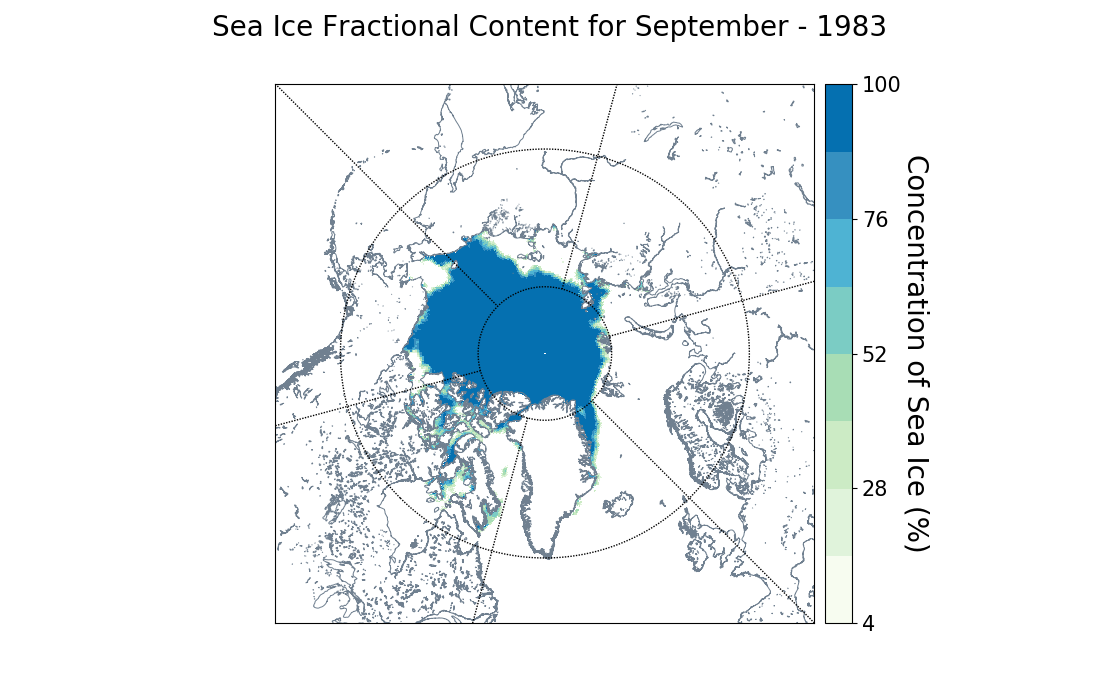 Sea Ice Fractional Content for September - 1983
100
76
52
28
4
Concentration of Sea Ice (%)